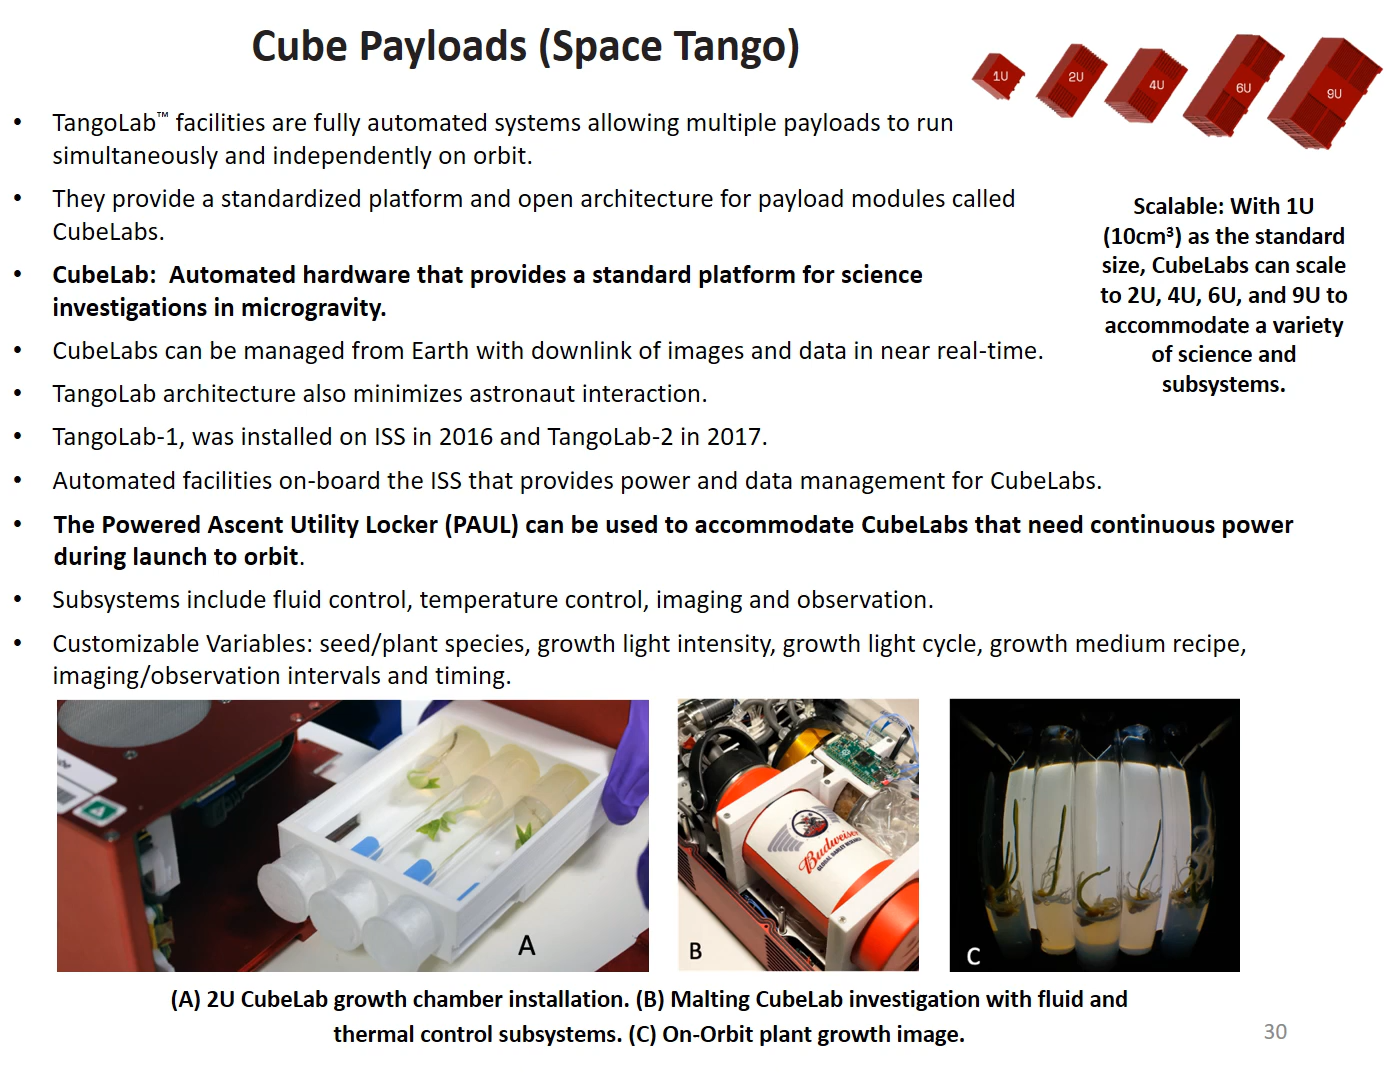 Cube Payloads (Space Tango)
1U
2U
4U
6U
9U
• TangoLab™ facilities are fully automated systems allowing multiple payloads to run
simultaneously and independently on orbit.
• They provide a standardized platform and open architecture for payload modules called
CubeLabs.
• CubeLab:  Automated hardware that provides a standard platform for science
investigations in microgravity.
• CubeLabs can be managed from Earth with downlink of images and data in near real-time.
• TangoLab architecture also minimizes astronaut interaction.
• TangoLab-1, was installed on ISS in 2016 and TangoLab-2 in 2017.
• Automated facilities on-board the ISS that provides power and data management for CubeLabs.
• The Powered Ascent Utility Locker (PAUL) can be used to accommodate CubeLabs that need continuous power
during launch to orbit.
• Subsystems include fluid control, temperature control, imaging and observation.
• Customizable Variables: seed/plant species, growth light intensity, growth light cycle, growth medium recipe,
imaging/observation intervals and timing.
Scalable: With 1U
(10cm³) as the standard
size, CubeLabs can scale
to 2U, 4U, 6U, and 9U to
accommodate a variety
of science and
subsystems.
A
Budweiser
GLOBAL BARLEY RESEARCH
B
C
(A) 2U CubeLab growth chamber installation. (B) Malting CubeLab investigation with fluid and
thermal control subsystems. (C) On-Orbit plant growth image.
30